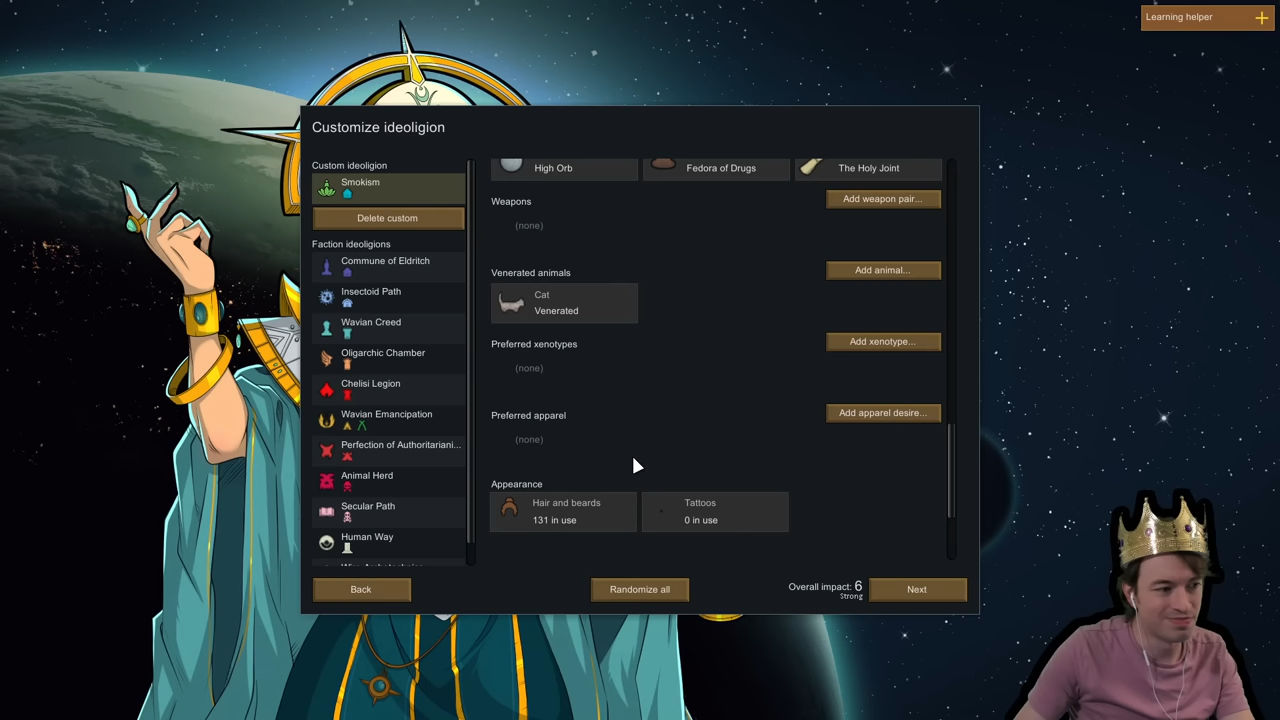 Learning helper
Customize ideoligion
Custom ideoligion
Smokism
Delete custom
Faction ideoligions
Commune of Eldritch
Insectoid Path
Wavian Creed
Oligarchic Chamber
Chelisi Legion
Wavian Emancipation
Perfection of Authoritariani...
Animal Herd
Secular Path
Human Way
High Orb
Fedora of Drugs
The Holy Joint
Weapons
Add weapon pair...
(none)
Venerated animals
Add animal...
Cat
Venerated
Preferred xenotypes
Add xenotype...
(none)
Preferred apparel
Add apparel desire...
(none)
Appearance
Hair and beards
131 in use
Tattoos
0 in use
Back
Randomize all
Overall impact: 6
Strong
Next